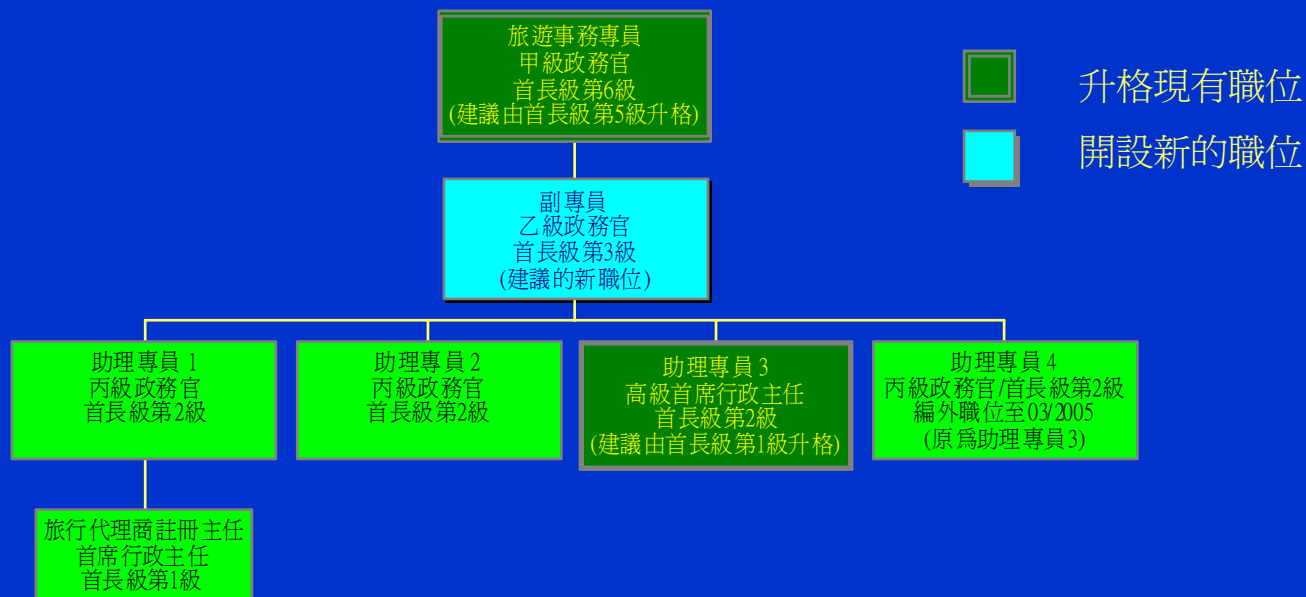 旅遊事務專員
甲級政務官
首長級第6級
(建議由首長級第5級升格)
升格現有職位
開設新的職位
副專員
乙級政務官
首長級第3級
(建議的新職位)
助理專員 1
丙級政務官
首長級第2級
助理專員 2
丙級政務官
首長級第2級
助理專員 3
高級首席行政主任
首長級第2級
(建議由首長級第1級升格)
助理專員 4
丙級政務官/首長級第2級
編外職位至03/2005
(原爲助理專員3)
旅行代理商註冊主任
首席行政主任
首長級第1級